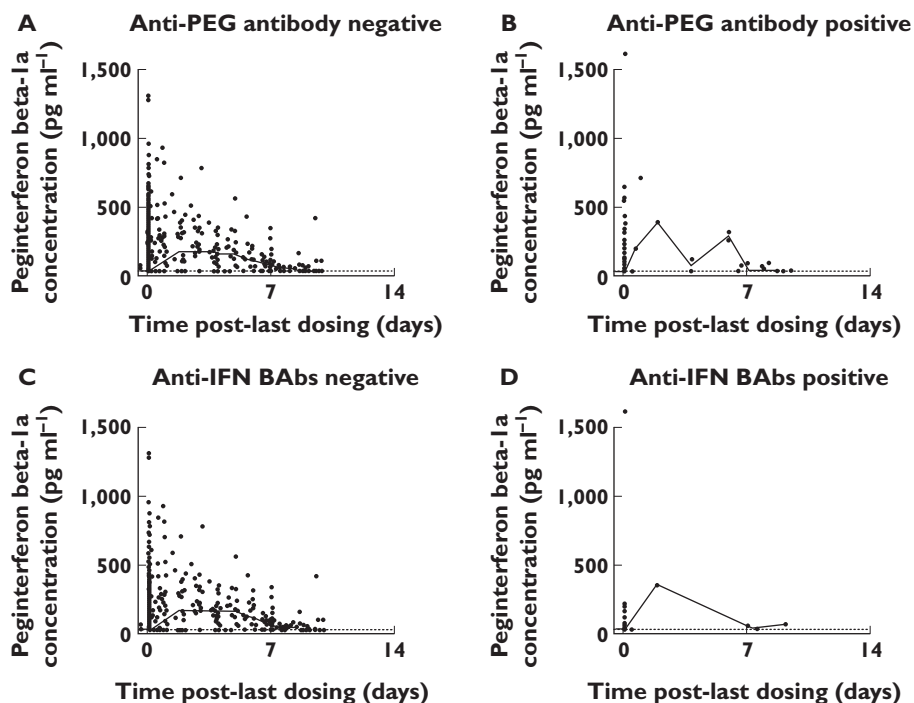 A Anti-PEG antibody negative
Peginterferon beta-1a
concentration (pg ml⁻¹)
1,500
1,000
500
0
0 7 14
Time post-last dosing (days)
B Anti-PEG antibody positive
Peginterferon beta-1a
concentration (pg ml⁻¹)
1,500
1,000
500
0
0 7 14
Time post-last dosing (days)
C Anti-IFN BAbs negative
Peginterferon beta-1a
concentration (pg ml⁻¹)
1,500
1,000
500
0
0 7 14
Time post-last dosing (days)
D Anti-IFN BAbs positive
Peginterferon beta-1a
concentration (pg ml⁻¹)
1,500
1,000
500
0
0 7 14
Time post-last dosing (days)